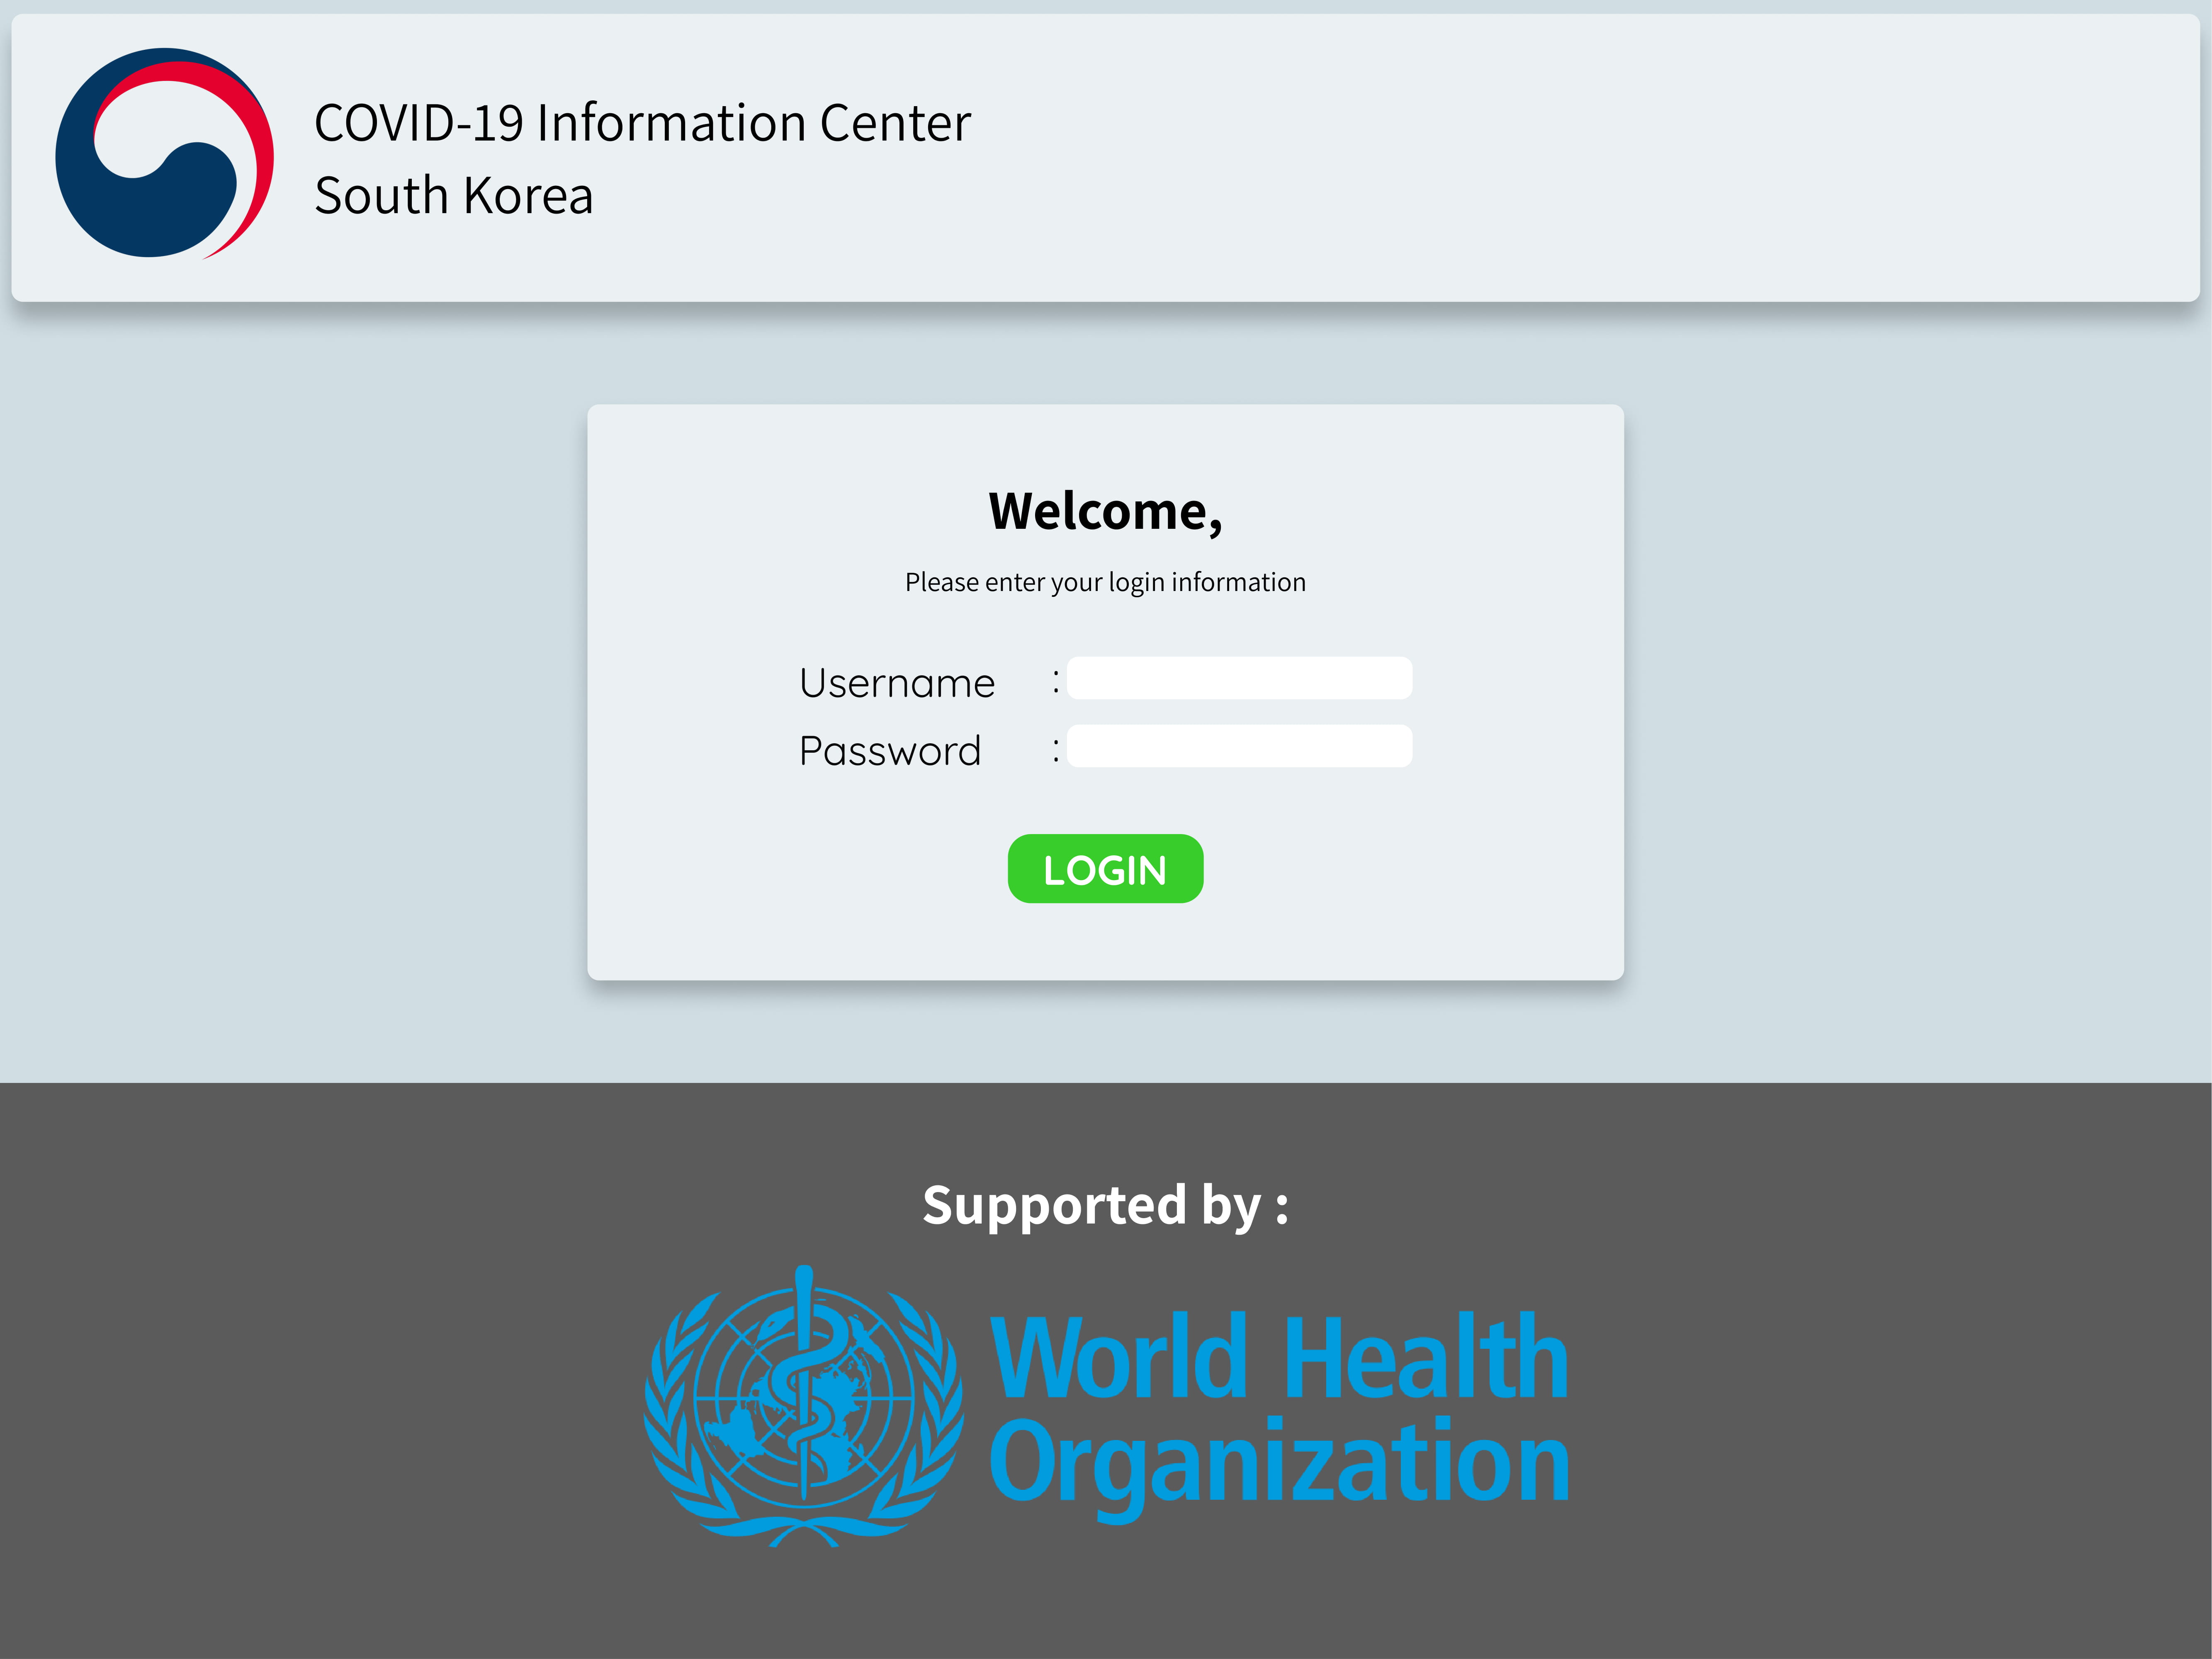 COVID-19 Information Center
South Korea
Welcome,
Please enter your login information
Username :
Password :
LOGIN
Supported by :
World Health
Organization